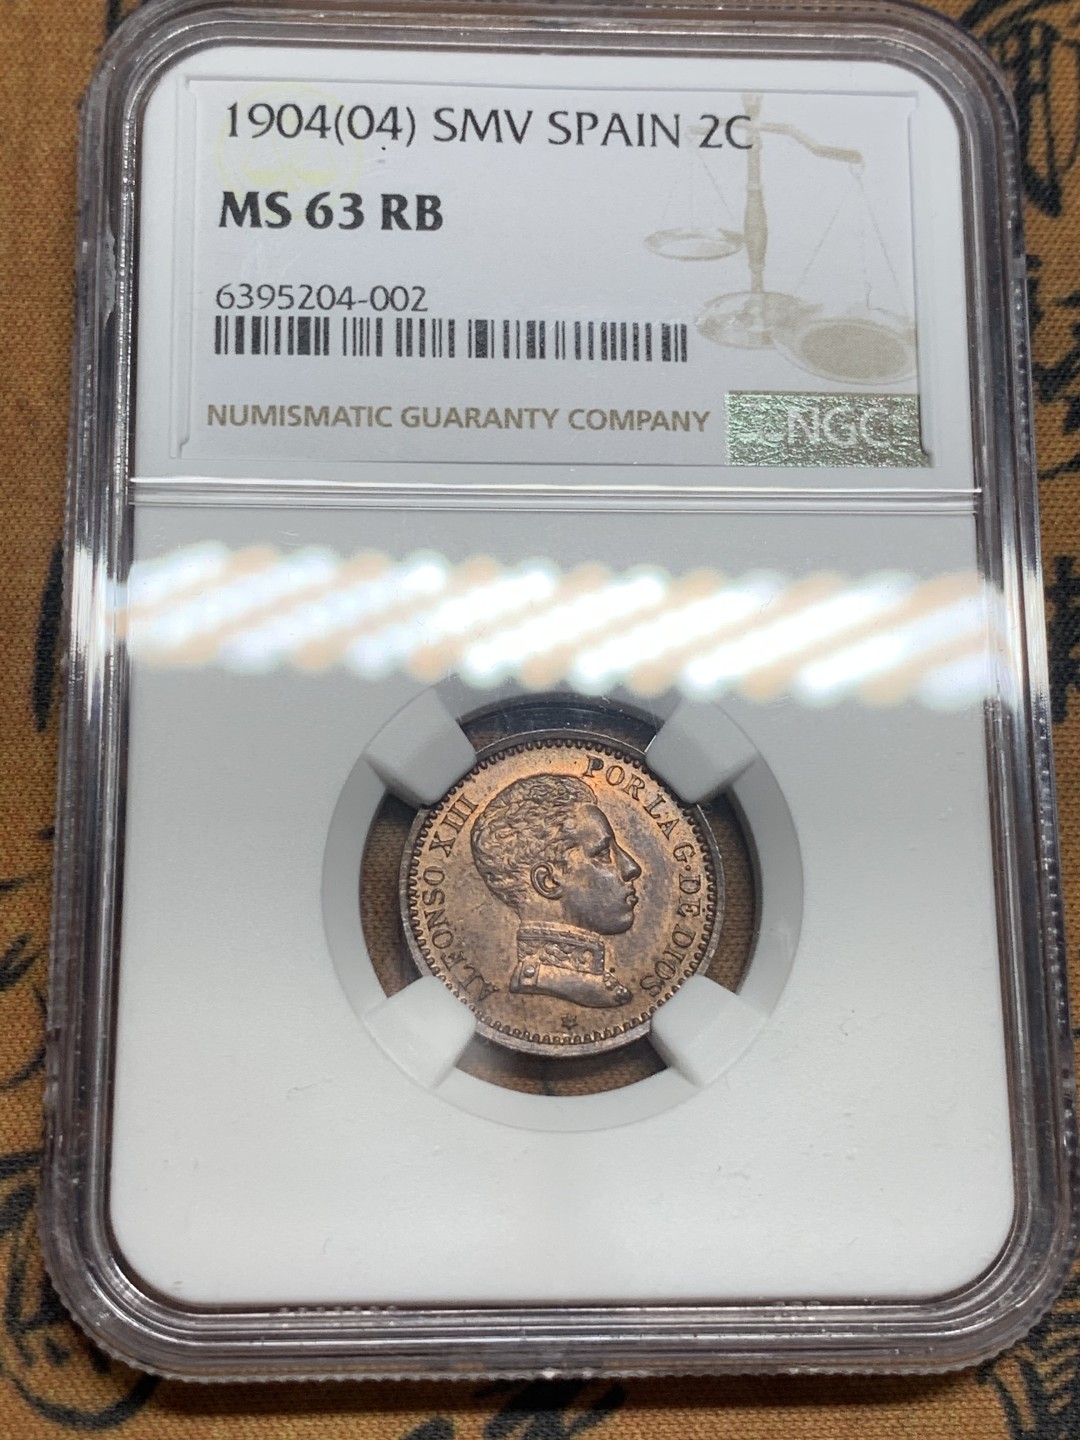 1904(04) SMV SPAIN 2C
MS 63 RB
6395204-002
NUMISMATIC GUARANTY COMPANY
NGC
ALFONSO XIII POR LA G. DE DIOS.